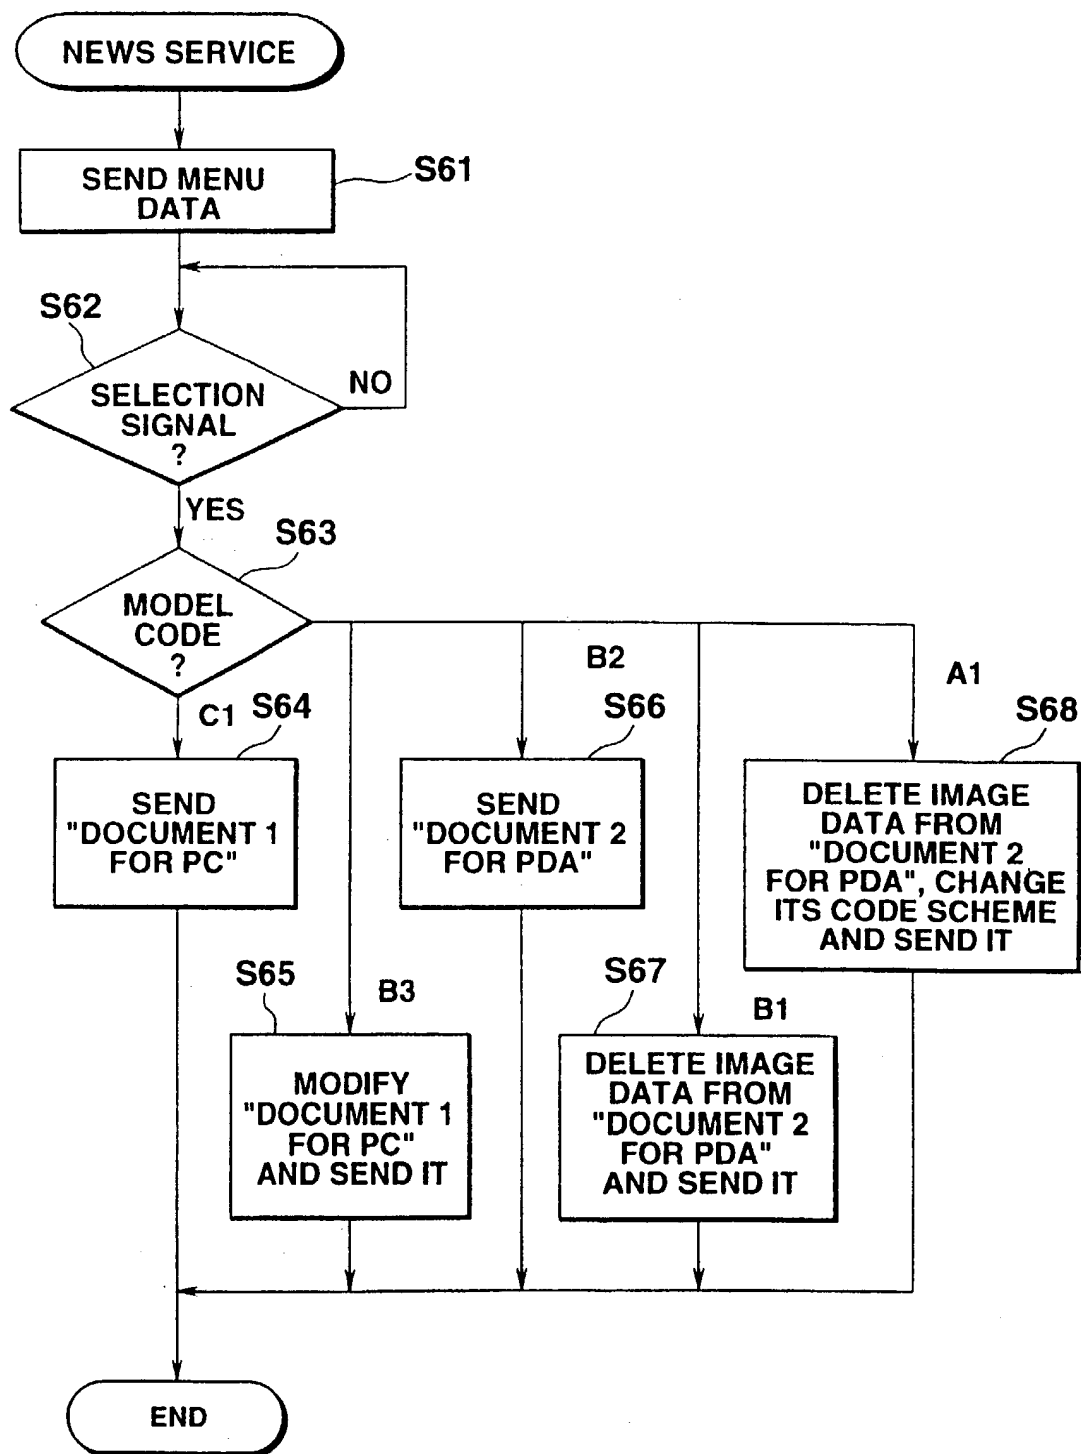 NEWS SERVICE
SEND MENU
DATA
S61
S62
SELECTION
SIGNAL
?
NO
YES
S63
MODEL
CODE
?
C1
B2
A1
S64
SEND
"DOCUMENT 1
FOR PC"
S66
SEND
"DOCUMENT 2
FOR PDA"
S68
DELETE IMAGE
DATA FROM
"DOCUMENT 2
FOR PDA", CHANGE
ITS CODE SCHEME
AND SEND IT
S65
B3
MODIFY
"DOCUMENT 1
FOR PC"
AND SEND IT
S67
B1
DELETE IMAGE
DATA FROM
"DOCUMENT 2
FOR PDA"
AND SEND IT
END